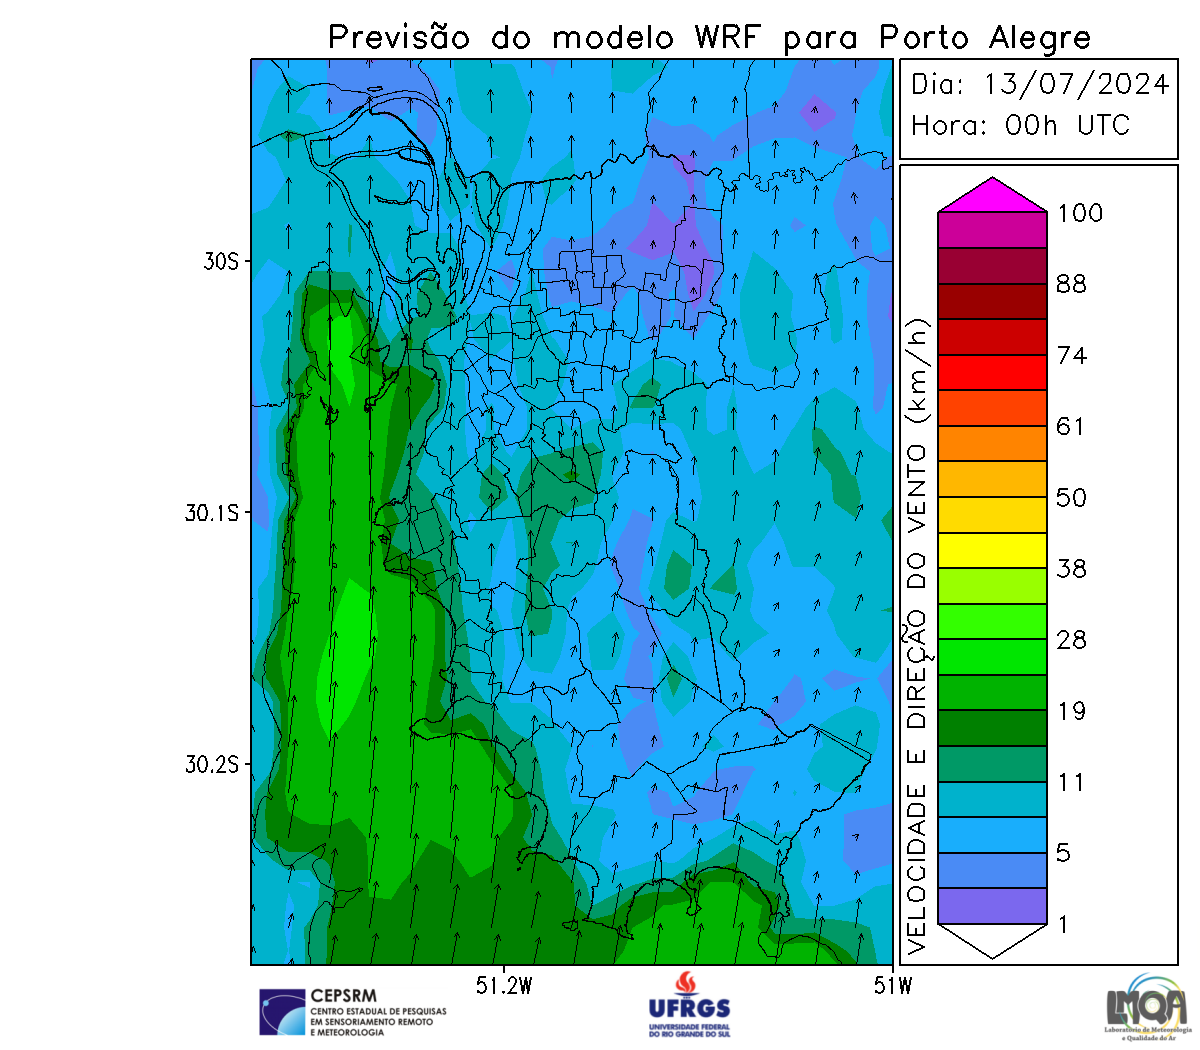 Previsão do modelo WRF para Porto Alegre
Dia: 13/07/2024
Hora: 00h UTC
30S
30.1S
30.2S
51.2W
51W
VELOCIDADE E DIREÇÃO DO VENTO (km/h)
100
88
74
61
50
38
28
19
11
5
1
CEPSRM
CENTRO ESTADUAL DE PESQUISAS
EM SENSORIAMENTO REMOTO
E METEOROLOGIA
UFRGS
UNIVERSIDADE FEDERAL
DO RIO GRANDE DO SUL
LMQA
Laboratório de Meteorologia
e Qualidade do Ar